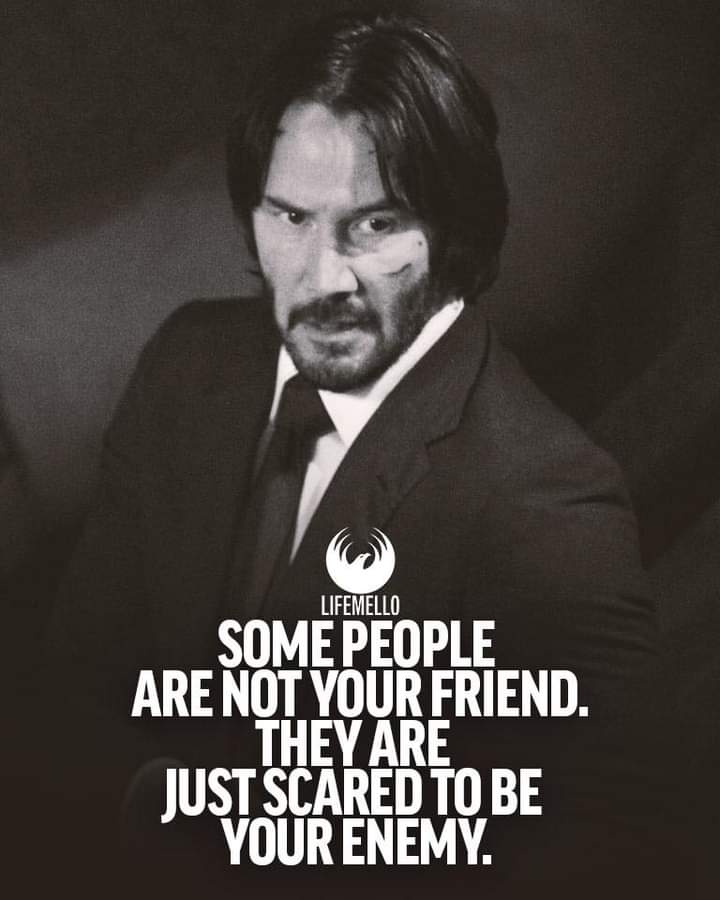 LIFEMELLO
SOME PEOPLE
ARE NOT YOUR FRIEND.
THEY ARE
JUST SCARED TO BE
YOUR ENEMY.